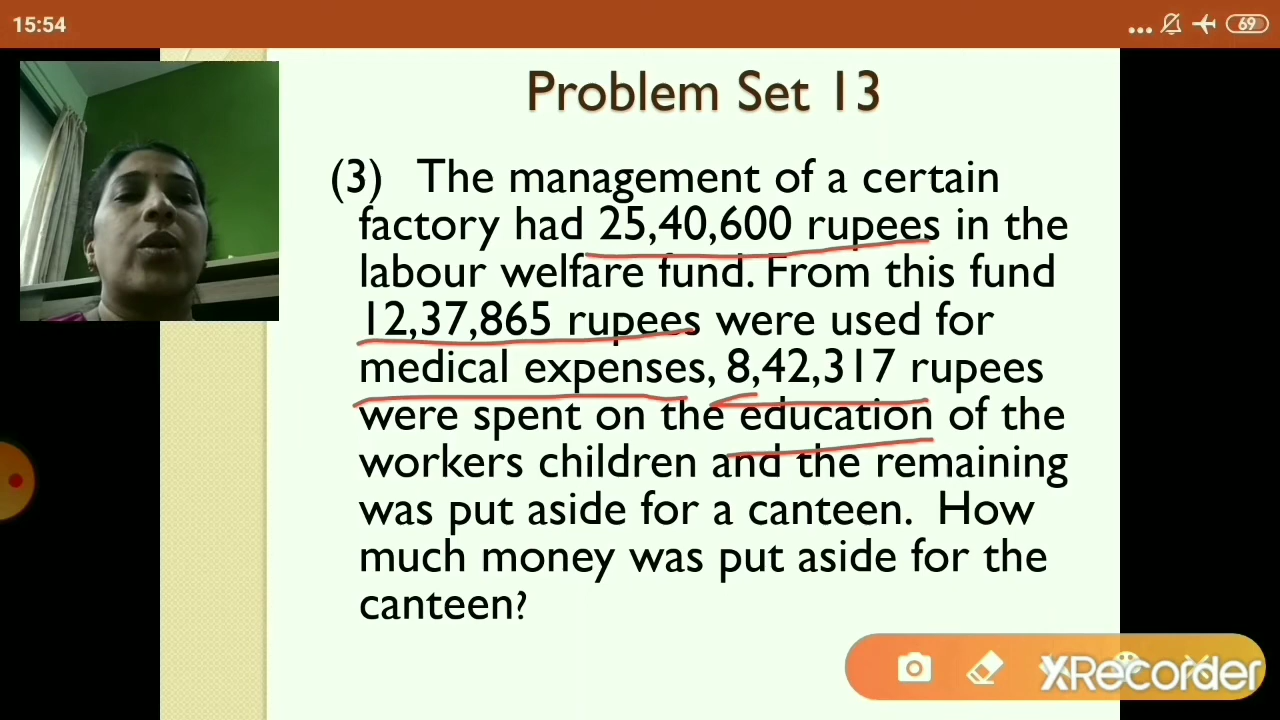 15:54
69
Problem Set 13
(3) The management of a certain
factory had 25,40,600 rupees in the
labour welfare fund. From this fund
12,37,865 rupees were used for
medical expenses, 8,42,317 rupees
were spent on the education of the
workers children and the remaining
was put aside for a canteen. How
much money was put aside for the
canteen?
XRecorder